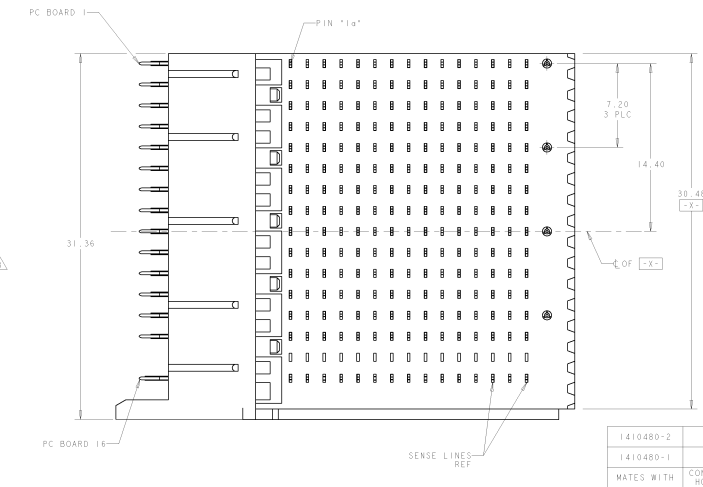 PC BOARD 1
PIN "1a"
7.20
3 PLC
14.40
30.48
-X-
31.36
℄ OF -X-
PC BOARD 16
SENSE LINES
REF
1410480-2
1410480-1
MATES WITH